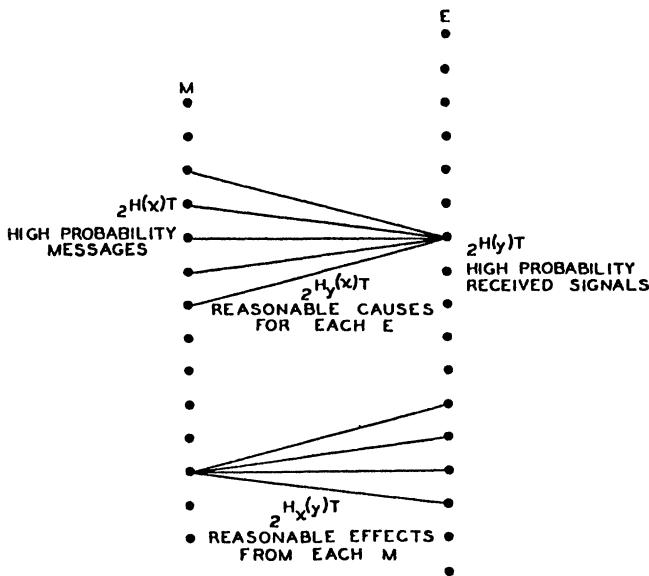 E
M
2H(x)T
HIGH PROBABILITY
MESSAGES
2H(y)T
HIGH PROBABILITY
RECEIVED SIGNALS
2Hy(x)T
REASONABLE CAUSES
FOR EACH E
2Hx(y)T
REASONABLE EFFECTS
FROM EACH M